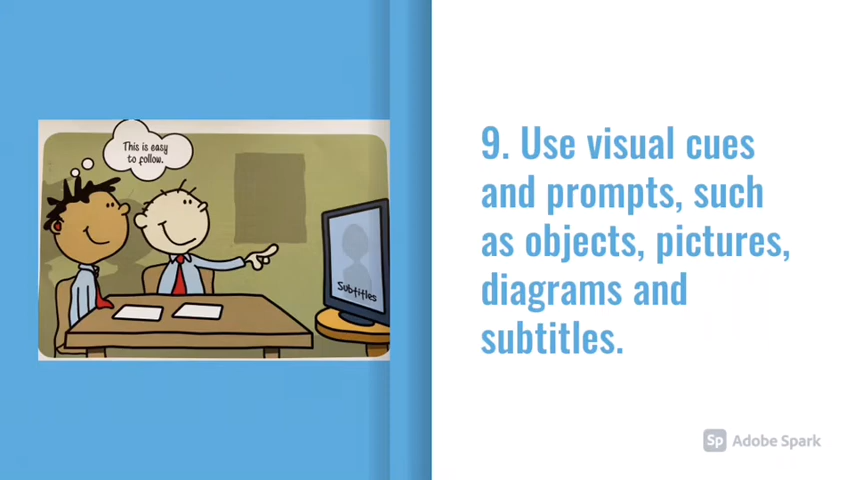 This is easy
to follow.
Subtitles
9. Use visual cues
and prompts, such
as objects, pictures,
diagrams and
subtitles.
Sp Adobe Spark